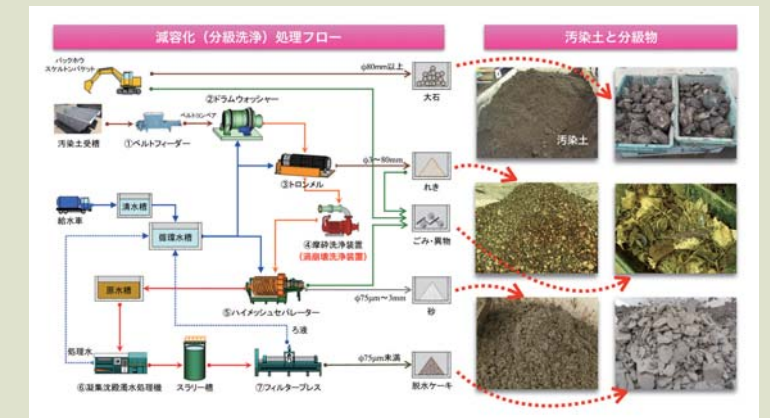 減容化（分級洗浄）処理フロー
汚染土と分級物
バックホウ
スケルトンバケット
φ80mm以上
大石
②ドラムウォッシャー
ベルトコンベア
汚染土受槽
①ベルトフィーダー
汚染土
③トロンメル
φ3～80mm
れき
給水車
清水槽
循環水槽
④摩砕洗浄装置
（渦崩壊洗浄装置）
ごみ・異物
原水槽
⑤ハイメッシュセパレーター
φ75μm～3mm
砂
ろ液
処理水
φ75μm未満
⑥凝集沈殿濁水処理機
スラリー槽
⑦フィルタープレス
脱水ケーキ